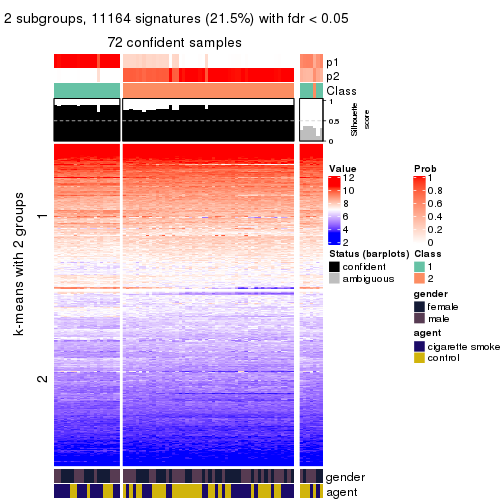 2 subgroups, 11164 signatures (21.5%) with fdr < 0.05
72 confident samples
p1
p2
Class
1
0.5
0
Silhouette
score
k-means with 2 groups
1
2
Value
12
10
8
6
4
2
Prob
1
0.8
0.6
0.4
0.2
0
Status (barplots)
confident
ambiguous
Class
1
2
gender
female
male
agent
cigarette smoke
control
gender
agent